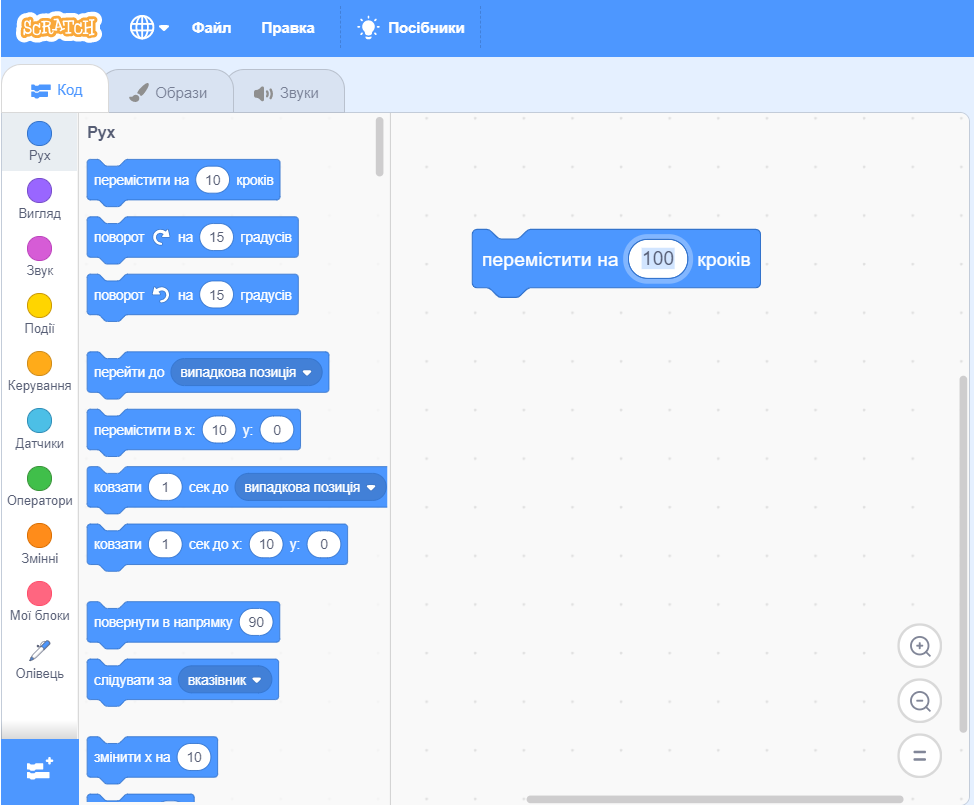 SCRATCH
Файл
Правка
Посібники
Код
Образи
Звуки
Рух
Вигляд
Звук
Події
Керування
Датчики
Оператори
Змінні
Мої блоки
Олівець
Рух
перемістити на 10 кроків
поворот на 15 градусів
поворот на 15 градусів
перейти до випадкова позиція
перемістити в x: 10 y: 0
ковзати 1 сек до випадкова позиція
ковзати 1 сек до x: 10 y: 0
повернути в напрямку 90
слідувати за вказівник
змінити x на 10
перемістити на 100 кроків